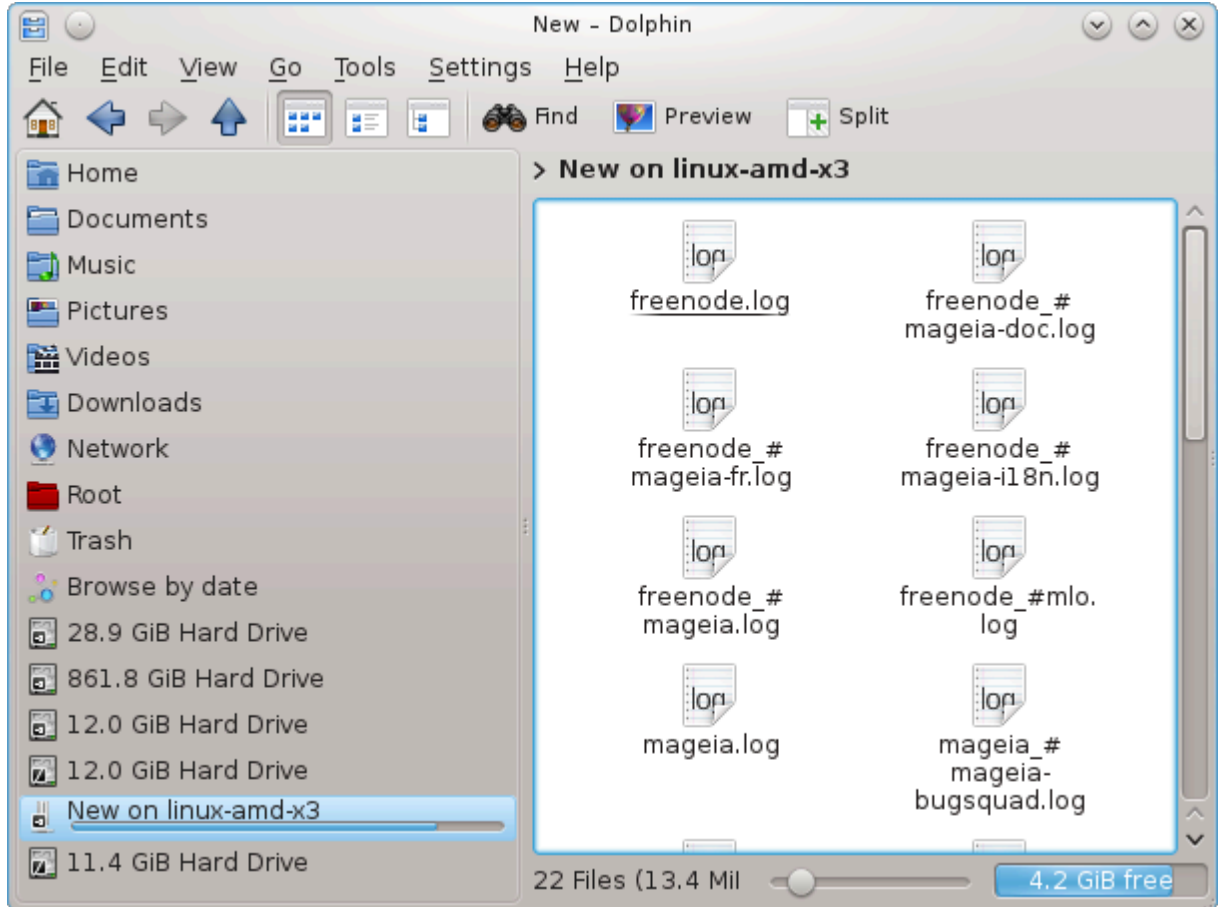 New – Dolphin
File Edit View Go Tools Settings Help
Find Preview Split
Home
Documents
Music
Pictures
Videos
Downloads
Network
Root
Trash
Browse by date
28.9 GiB Hard Drive
861.8 GiB Hard Drive
12.0 GiB Hard Drive
12.0 GiB Hard Drive
New on linux-amd-x3
11.4 GiB Hard Drive
> New on linux-amd-x3
log
freenode.log
log
freenode_#
mageia-doc.log
log
freenode_#
mageia-fr.log
log
freenode_#
mageia-i18n.log
log
freenode_#
mageia.log
log
freenode_#mlo.
log
log
mageia.log
log
mageia_#
mageia-
bugsquad.log
22 Files (13.4 Mil
4.2 GiB free